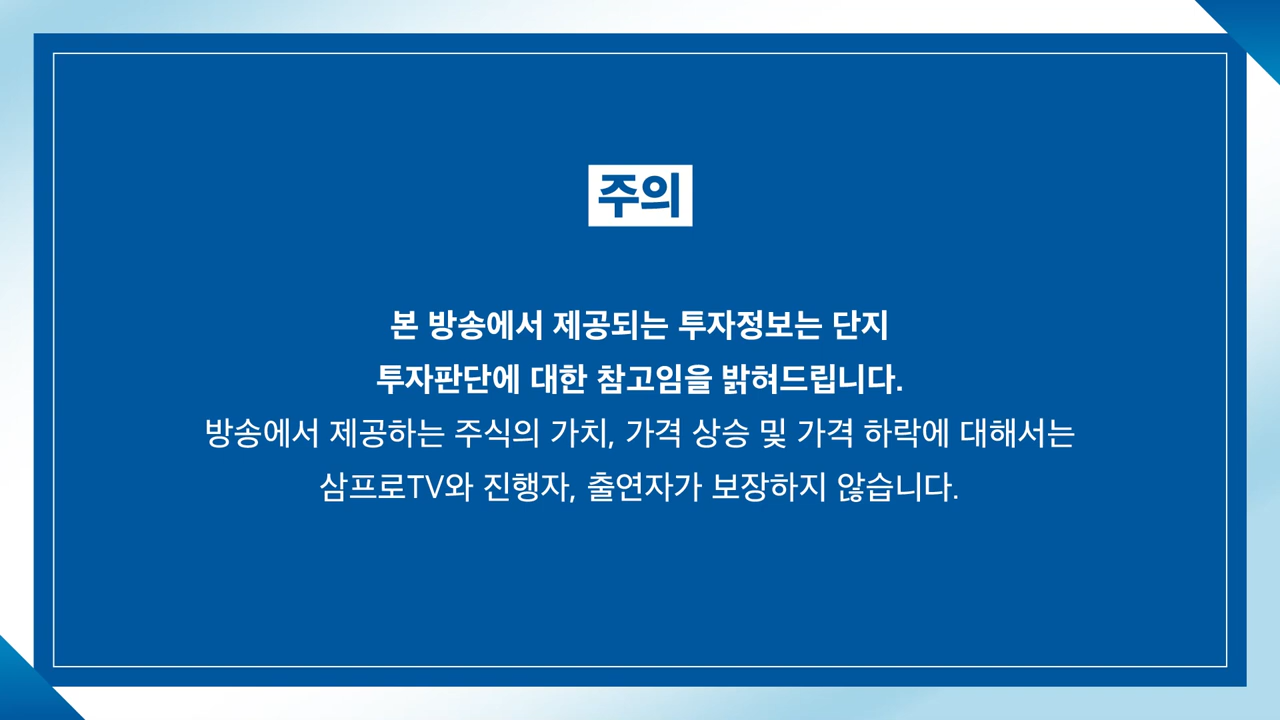 주의
본 방송에서 제공되는 투자정보는 단지
투자판단에 대한 참고임을 밝혀드립니다.
방송에서 제공하는 주식의 가치, 가격 상승 및 가격 하락에 대해서는
삼프로TV와 진행자, 출연자가 보장하지 않습니다.